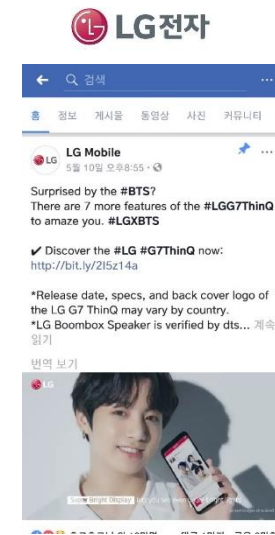 LG전자
검색
홈 정보 게시물 동영상 사진 커뮤니티
LG Mobile
LG
5월 10일 오후8:55
Surprised by the #BTS?
There are 7 more features of the #LGG7ThinQ
to amaze you. #LGXBTS
✔ Discover the #LG #G7ThinQ now:
http://bit.ly/2I5z14a
*Release date, specs, and back cover logo of
the LG G7 ThinQ may vary by country.
*LG Boombox Speaker is verified by dts... 계속
읽기
번역 보기
LG
Super Bright Display